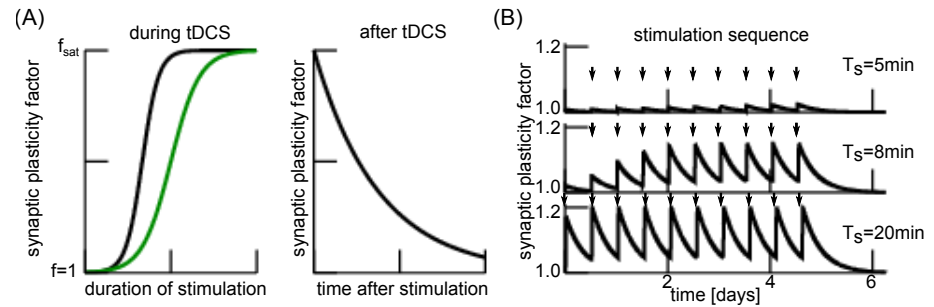 (A)
during tDCS
after tDCS
synaptic plasticity factor
f_sat
f=1
duration of stimulation
synaptic plasticity factor
time after stimulation
(B)
stimulation sequence
synaptic plasticity factor
1.2
1.0
T_S=5min
1.2
1.0
T_S=8min
1.2
1.0
T_S=20min
2
4
6
time [days]